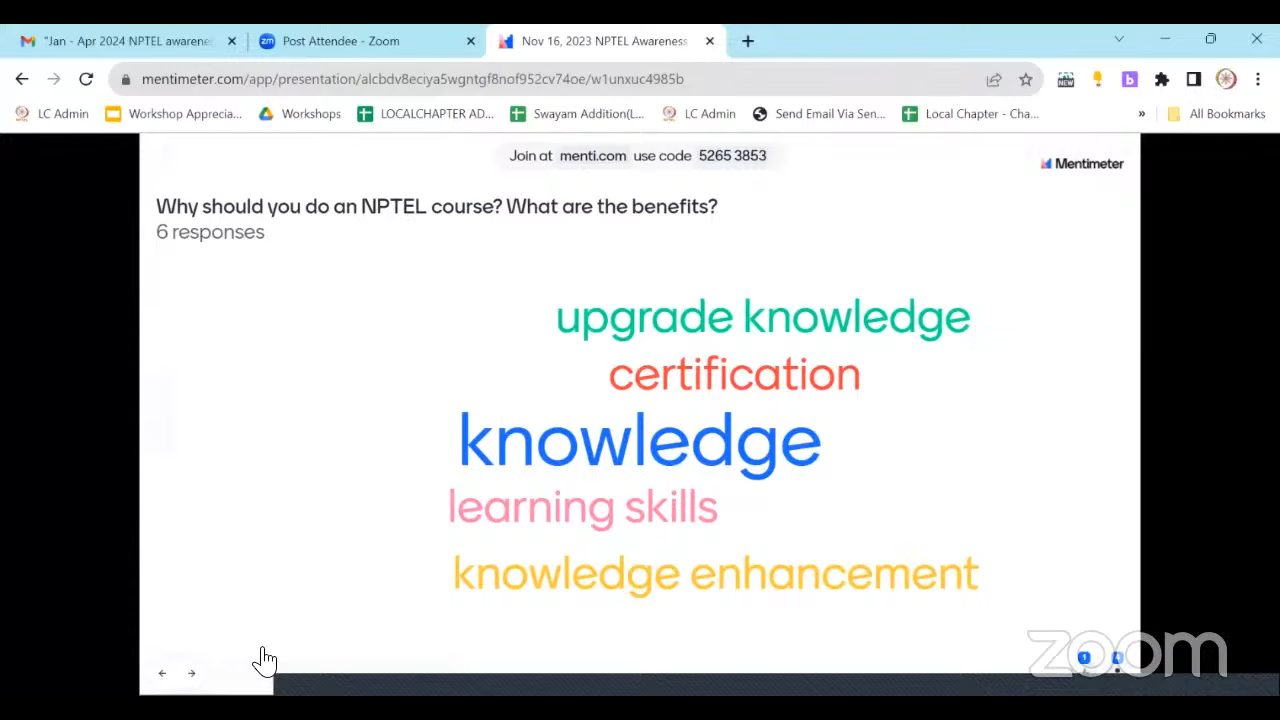 "Jan - Apr 2024 NPTEL awarene
zm Post Attendee - Zoom
Nov 16, 2023 NPTEL Awareness
mentimeter.com/app/presentation/alcbdv8eciya5wgntgf8nof952cv74oe/w1unxuc4985b
LC Admin Workshop Apprecia... Workshops LOCALCHAPTER AD... Swayam Addition(L... LC Admin Send Email Via Sen... Local Chapter - Cha... » All Bookmarks
Join at menti.com use code 5265 3853
Mentimeter
Why should you do an NPTEL course? What are the benefits?
6 responses
upgrade knowledge
certification
knowledge
learning skills
knowledge enhancement
zoom